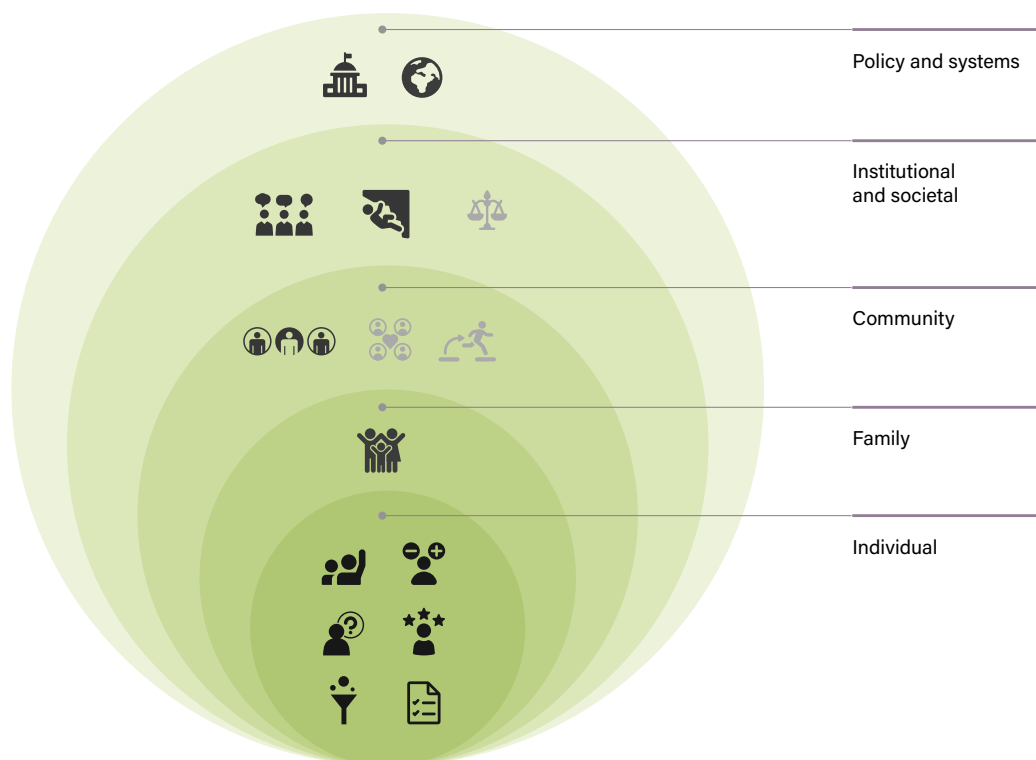 Policy and systems
Institutional
and societal
Community
Family
Individual